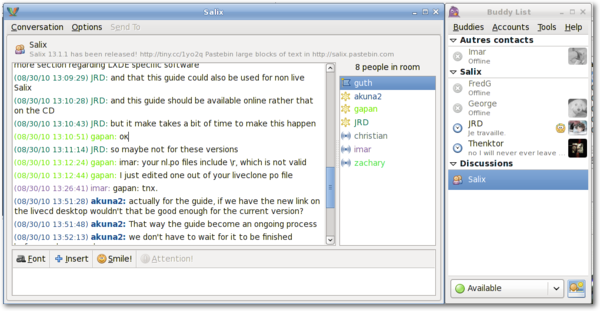 Salix
Conversation Options Send To
Salix
Salix 13.1.1 has been released! http://tiny.cc/1yo2q Pastebin large blocks of text in http://salix.pastebin.com
more section regarding LXDE specific software
(08/30/10 13:09:29) JRD: and that this guide could also be used for non live
Salix
(08/30/10 13:10:28) JRD: and this guide should be available online rather that
on the CD
(08/30/10 13:10:43) JRD: but it make takes a bit of time to make this happen
(08/30/10 13:10:51) gapan: ok
(08/30/10 13:11:14) JRD: so maybe not for these versions
(08/30/10 13:12:24) gapan: imar: your nl.po files include \r, which is not valid
(08/30/10 13:12:44) gapan: I just edited one out of your liveclone po file
(08/30/10 13:26:41) imar: gapan: tnx.
(08/30/10 13:51:28) akuna2: actually for the guide, if we have the new link on
the livecd desktop wouldn't that be good enough for the current version?
(08/30/10 13:51:48) akuna2: That way the guide become an ongoing process
(08/30/10 13:52:13) akuna2: we don't have to wait for it to be finished
8 people in room
guth
akuna2
gapan
JRD
christian
imar
zachary
Font Insert Smile! Attention!
Buddy List
Buddies Accounts Tools Help
Autres contacts
Imar
Offline
Salix
FredG
Offline
George
Offline
JRD
Je travaille.
Thenktor
no i will never ever leave
Discussions
Salix
Available